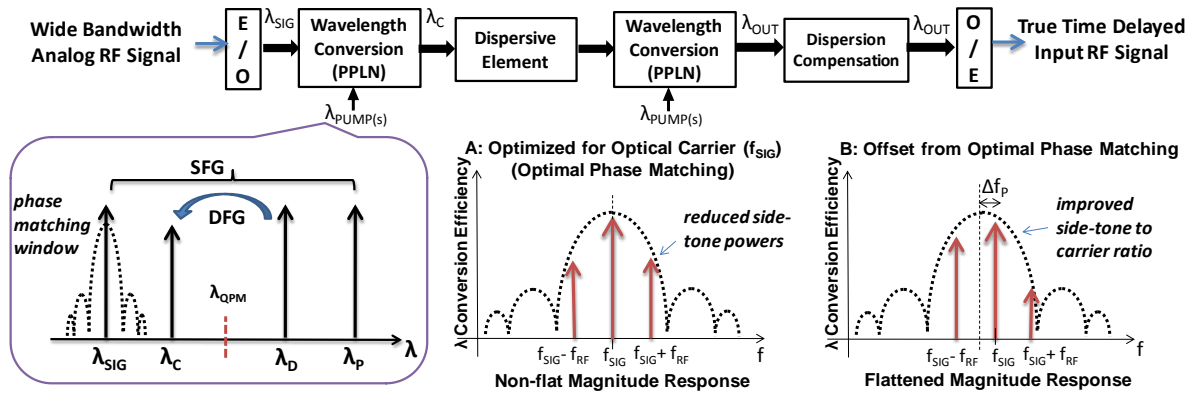 Wide Bandwidth
Analog RF Signal
E
/
O
λSIG
Wavelength
Conversion
(PPLN)
λPUMP(s)
λC
Dispersive
Element
Wavelength
Conversion
(PPLN)
λPUMP(s)
λOUT
Dispersion
Compensation
λOUT
O
/
E
True Time Delayed
Input RF Signal
SFG
phase
matching
window
DFG
λQPM
λSIG
λC
λD
λP
λ
A: Optimized for Optical Carrier (fSIG)
(Optimal Phase Matching)
λ Conversion Efficiency
reduced side-
tone powers
fSIG- fRF
fSIG
fSIG+ fRF
f
Non-flat Magnitude Response
B: Offset from Optimal Phase Matching
λ Conversion Efficiency
ΔfP
improved
side-tone to
carrier ratio
fSIG- fRF
fSIG
fSIG+ fRF
f
Flattened Magnitude Response